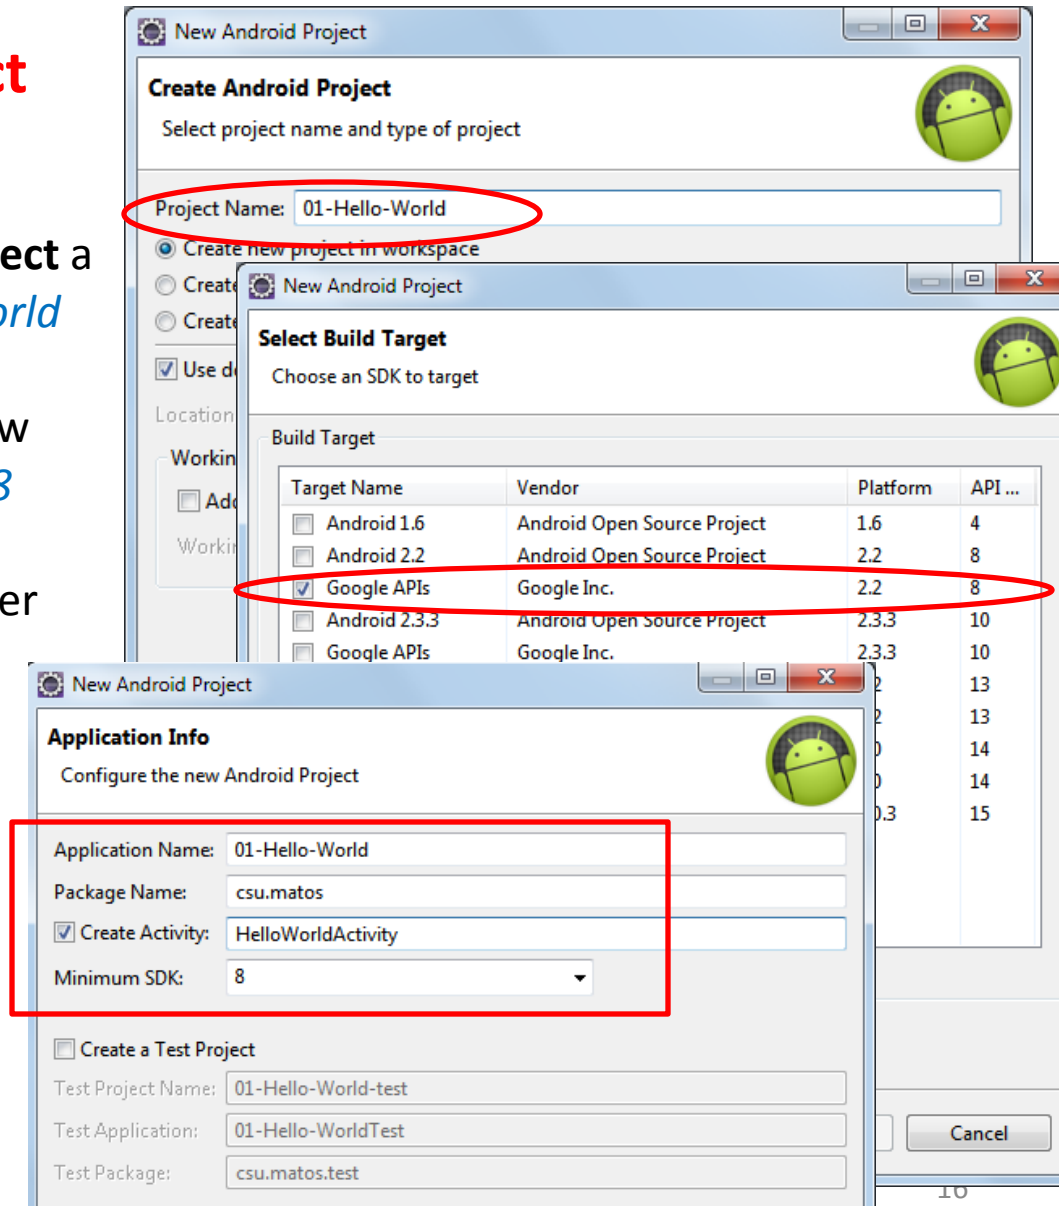 New Android Project
Create Android Project
Select project name and type of project
Project Name: 01-Hello-World
Create new project in workspace
Create
Create
Use
Location
Add
ect a
New Android Project
Select Build Target
Choose an SDK to target
Build Target
Target Name Vendor Platform API ...
Android 1.6 Android Open Source Project 1.6 4
Android 2.2 Android Open Source Project 2.2 8
Google APIs Google Inc. 2.2 8
Android 2.3.3 Android Open Source Project 2.3.3 10
Google APIs Google Inc. 2.3.3 10
13
13
14
14
0.3 15
Cancel
New Android Project
Application Info
Configure the new Android Project
Application Name: 01-Hello-World
Package Name: csu.matos
Create Activity: HelloWorldActivity
Minimum SDK: 8
Create a Test Project
Test Project Name: 01-Hello-World-test
Test Application: 01-Hello-WorldTest
Test Package: csu.matos.test
16